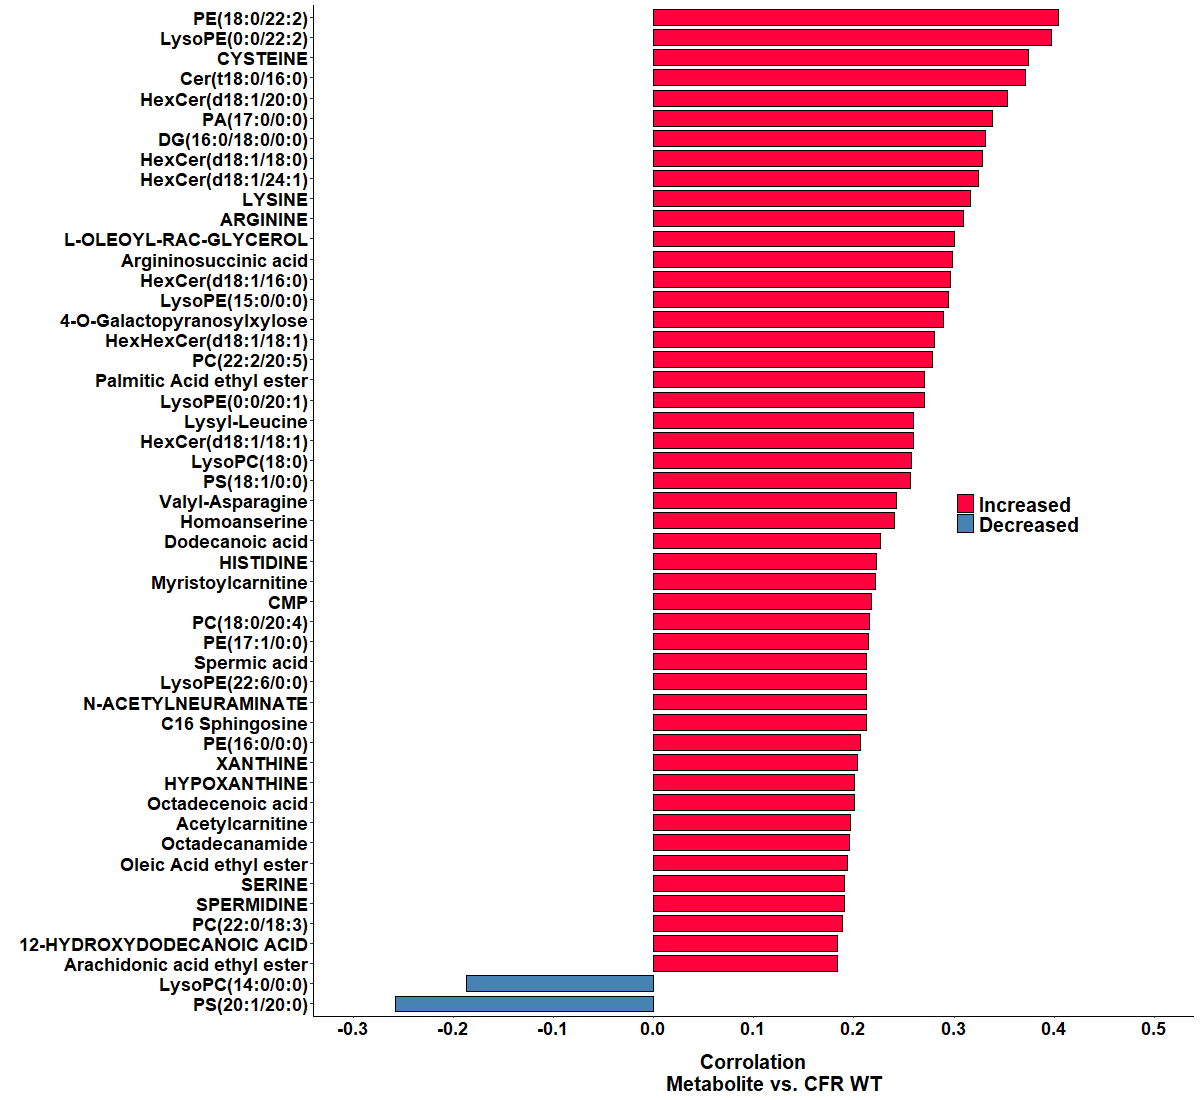 PE(18:0/22:2)
LysoPE(0:0/22:2)
CYSTEINE
Cer(t18:0/16:0)
HexCer(d18:1/20:0)
PA(17:0/0:0)
DG(16:0/18:0/0:0)
HexCer(d18:1/18:0)
HexCer(d18:1/24:1)
LYSINE
ARGININE
L-OLEOYL-RAC-GLYCEROL
Argininosuccinic acid
HexCer(d18:1/16:0)
LysoPE(15:0/0:0)
4-O-Galactopyranosylxylose
HexHexCer(d18:1/18:1)
PC(22:2/20:5)
Palmitic Acid ethyl ester
LysoPE(0:0/20:1)
Lysyl-Leucine
HexCer(d18:1/18:1)
LysoPC(18:0)
PS(18:1/0:0)
Valyl-Asparagine
Homoanserine
Dodecanoic acid
HISTIDINE
Myristoylcarnitine
CMP
PC(18:0/20:4)
PE(17:1/0:0)
Spermic acid
LysoPE(22:6/0:0)
N-ACETYLNEURAMINATE
C16 Sphingosine
PE(16:0/0:0)
XANTHINE
HYPOXANTHINE
Octadecenoic acid
Acetylcarnitine
Octadecanamide
Oleic Acid ethyl ester
SERINE
SPERMIDINE
PC(22:0/18:3)
12-HYDROXYDODECANOIC ACID
Arachidonic acid ethyl ester
LysoPC(14:0/0:0)
PS(20:1/20:0)
Increased
Decreased
-0.3 -0.2 -0.1 0.0 0.1 0.2 0.3 0.4 0.5
Corrolation
Metabolite vs. CFR WT